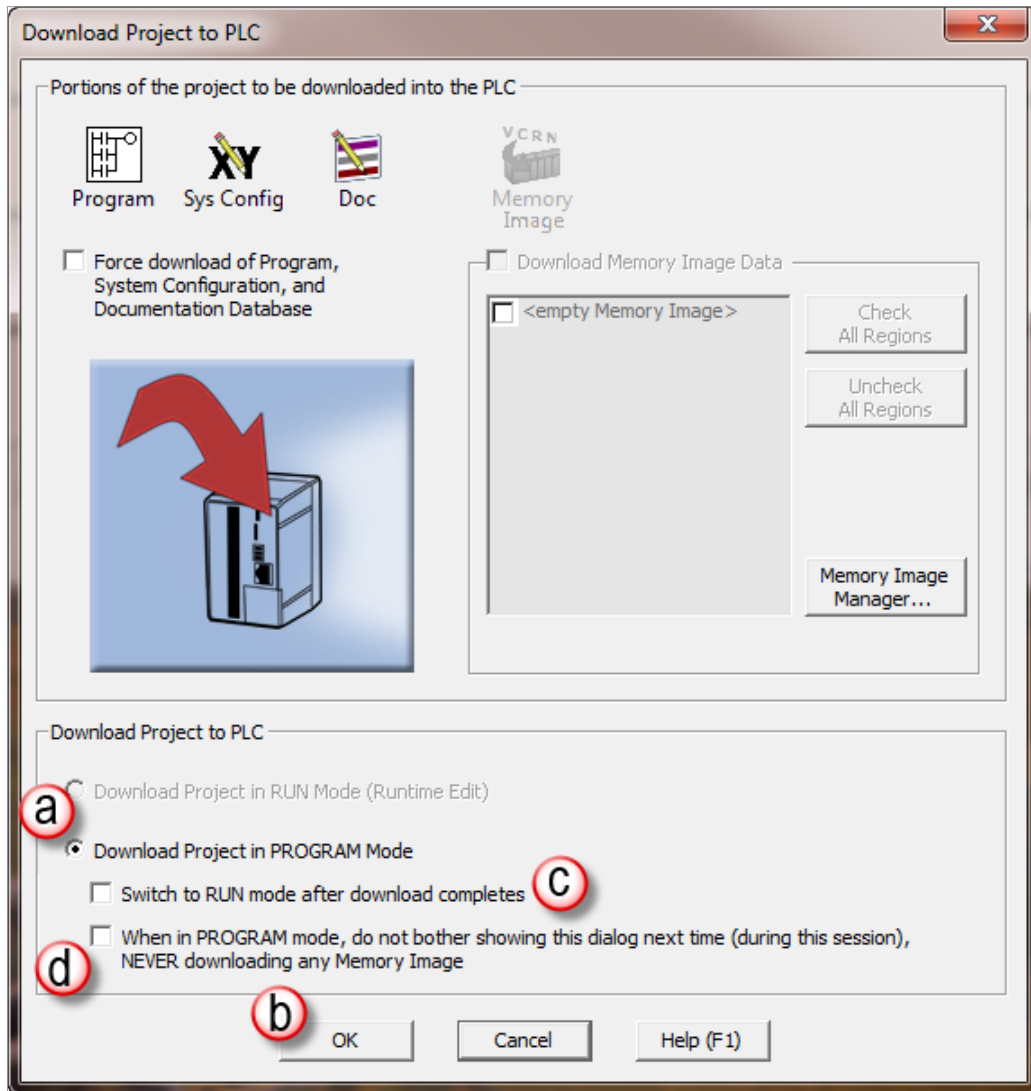 Download Project to PLC
Portions of the project to be downloaded into the PLC
Program
Sys Config
XY
Doc
VCRN
Memory
Image
Force download of Program,
System Configuration, and
Documentation Database
Download Memory Image Data
<empty Memory Image>
Check
All Regions
Uncheck
All Regions
Memory Image
Manager...
Download Project to PLC
Download Project in RUN Mode (Runtime Edit)
a
Download Project in PROGRAM Mode
Switch to RUN mode after download completes
c
When in PROGRAM mode, do not bother showing this dialog next time (during this session),
NEVER downloading any Memory Image
d
b
OK
Cancel
Help (F1)